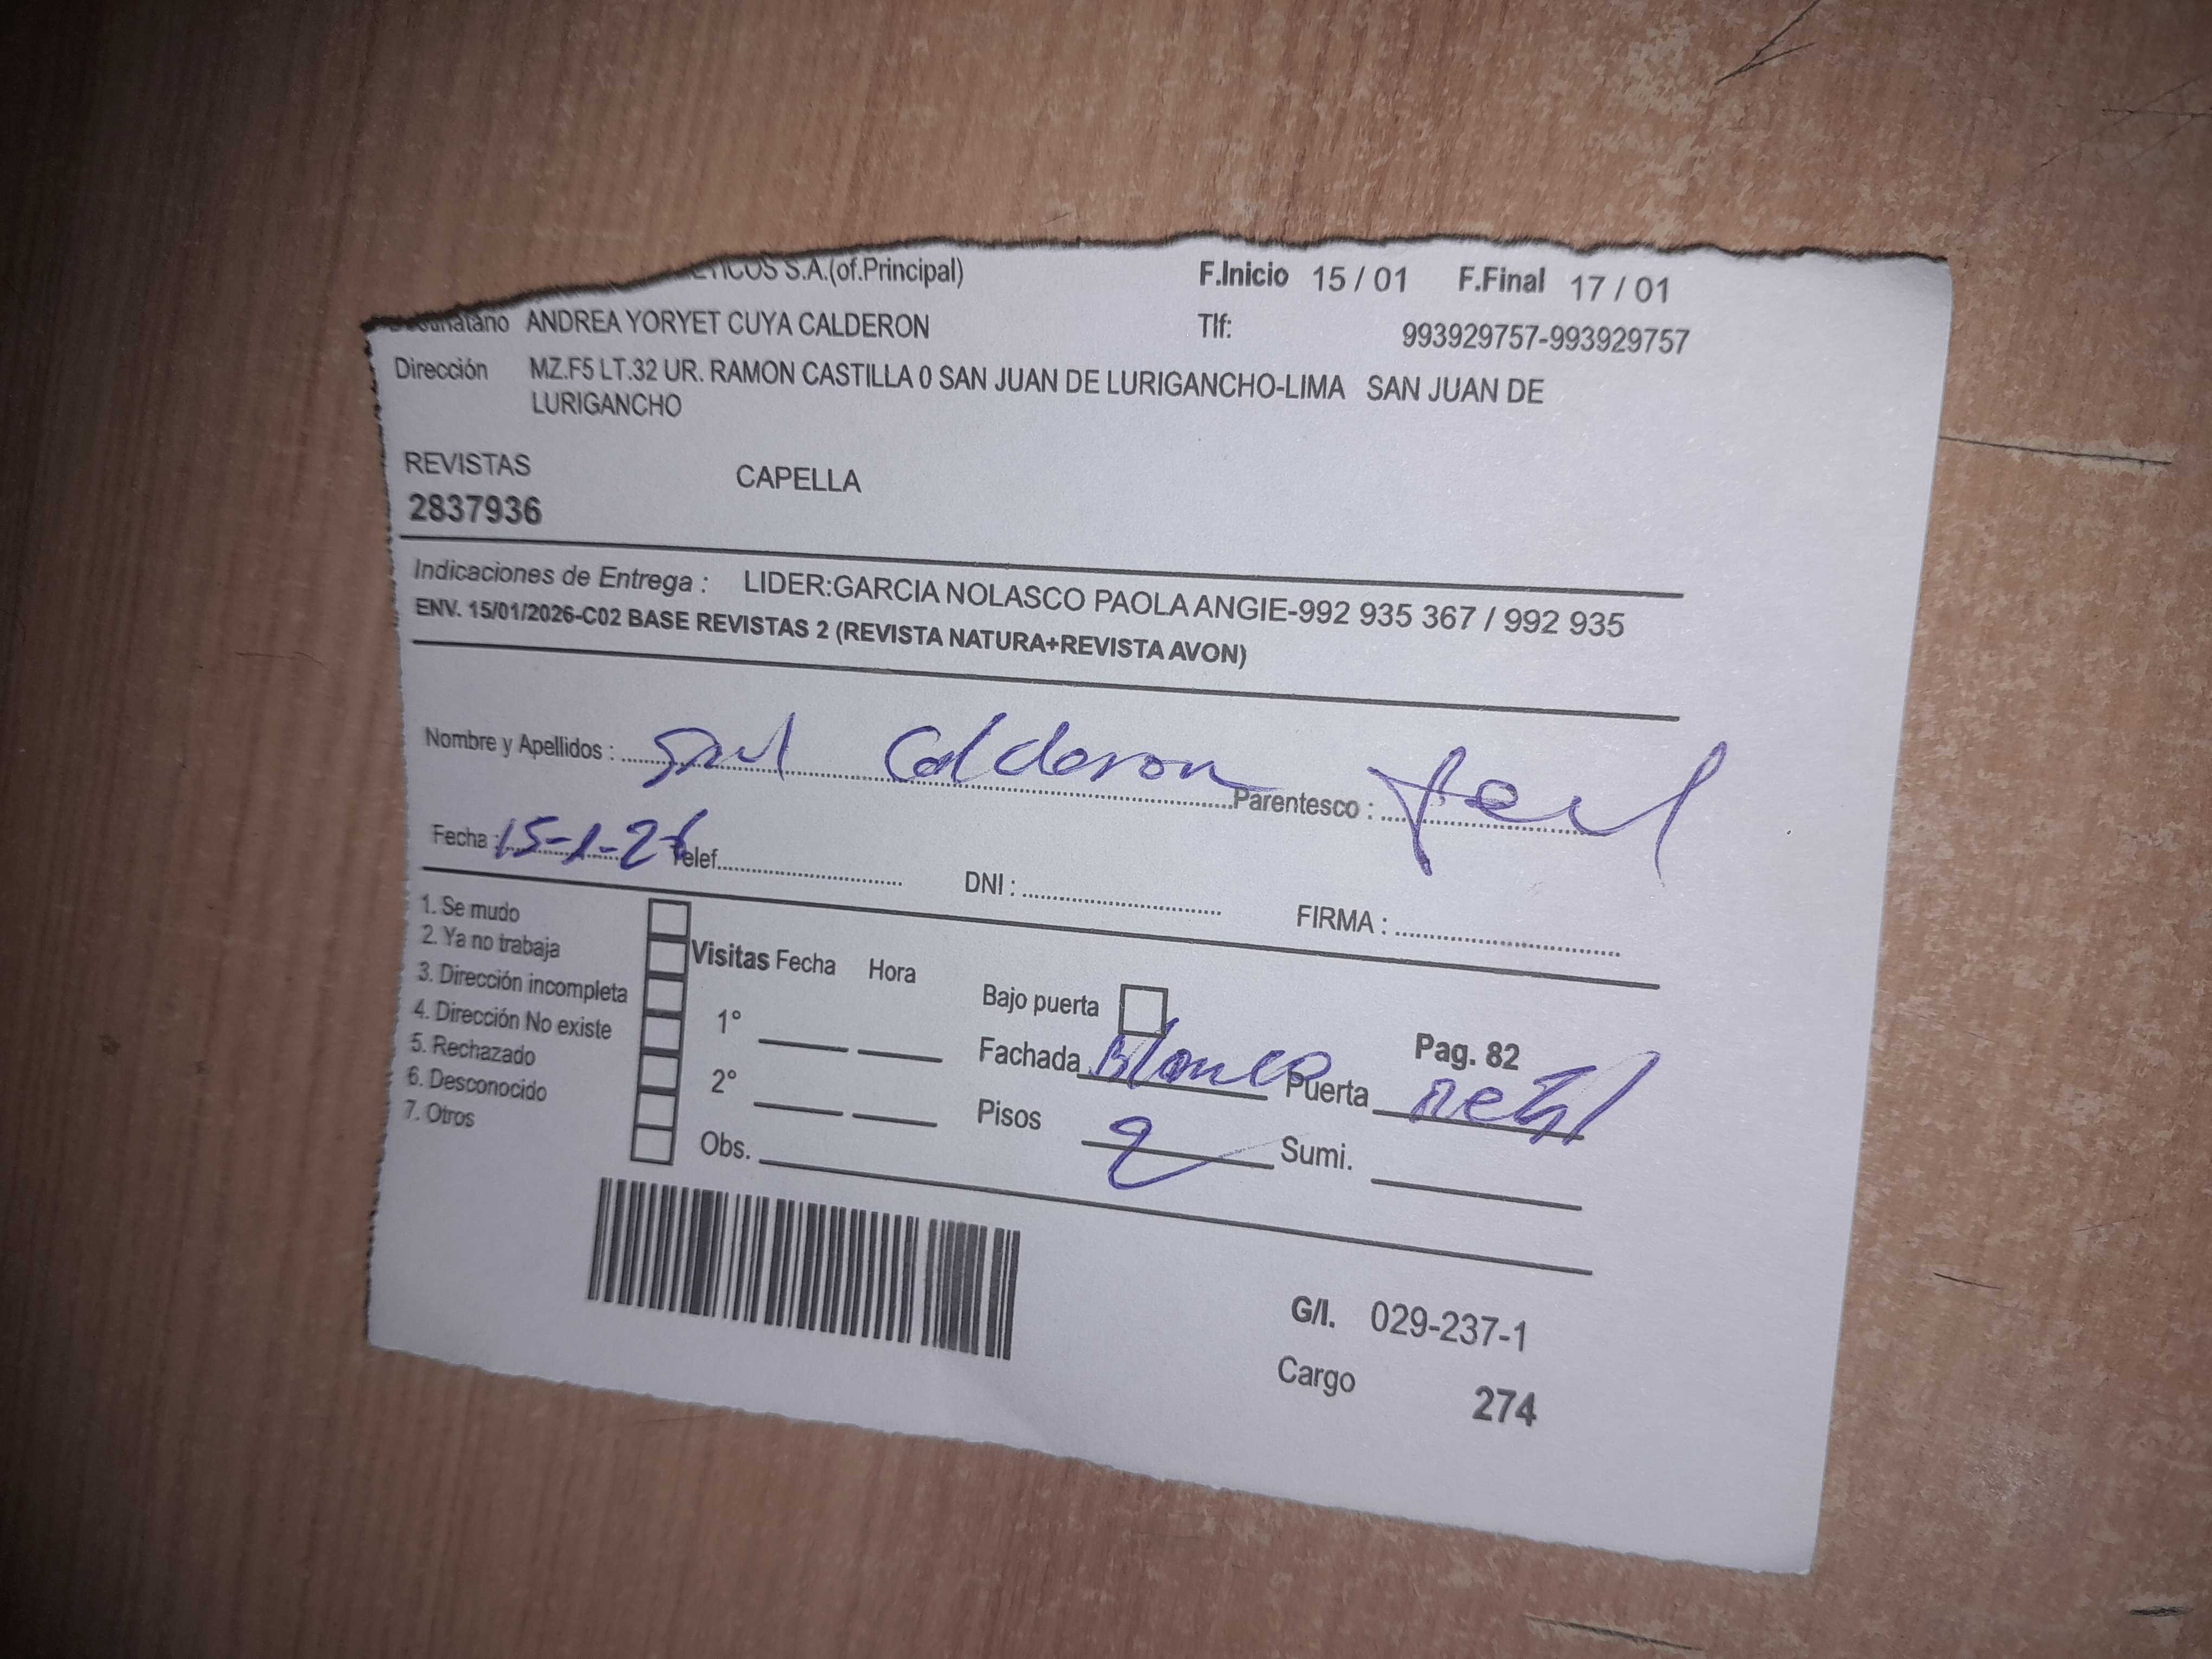 S.A.(of.Principal) F.Inicio 15 / 01 F.Final 17 / 01
ANDREA YORYET CUYA CALDERON Tlf: 993929757-993929757
Dirección MZ.F5 LT.32 UR. RAMON CASTILLA 0 SAN JUAN DE LURIGANCHO-LIMA SAN JUAN DE
LURIGANCHO
REVISTAS CAPELLA
2837936
Indicaciones de Entrega : LIDER:GARCIA NOLASCO PAOLA ANGIE-992 935 367 / 992 935
ENV. 15/01/2026-C02 BASE REVISTAS 2 (REVISTA NATURA+REVISTA AVON)
Nombre y Apellidos : Calderon Parentesco :
Fecha : 15-1-26 Telef. DNI : FIRMA :
1. Se mudo
2. Ya no trabaja
3. Dirección incompleta
4. Dirección No existe
5. Rechazado
6. Desconocido
7. Otros
Visitas Fecha Hora
1°
2°
Obs.
Bajo puerta
Pag. 82
Fachada Blanco Puerta Metal
Pisos 2 Sumi.
G/I. 029-237-1
Cargo 274